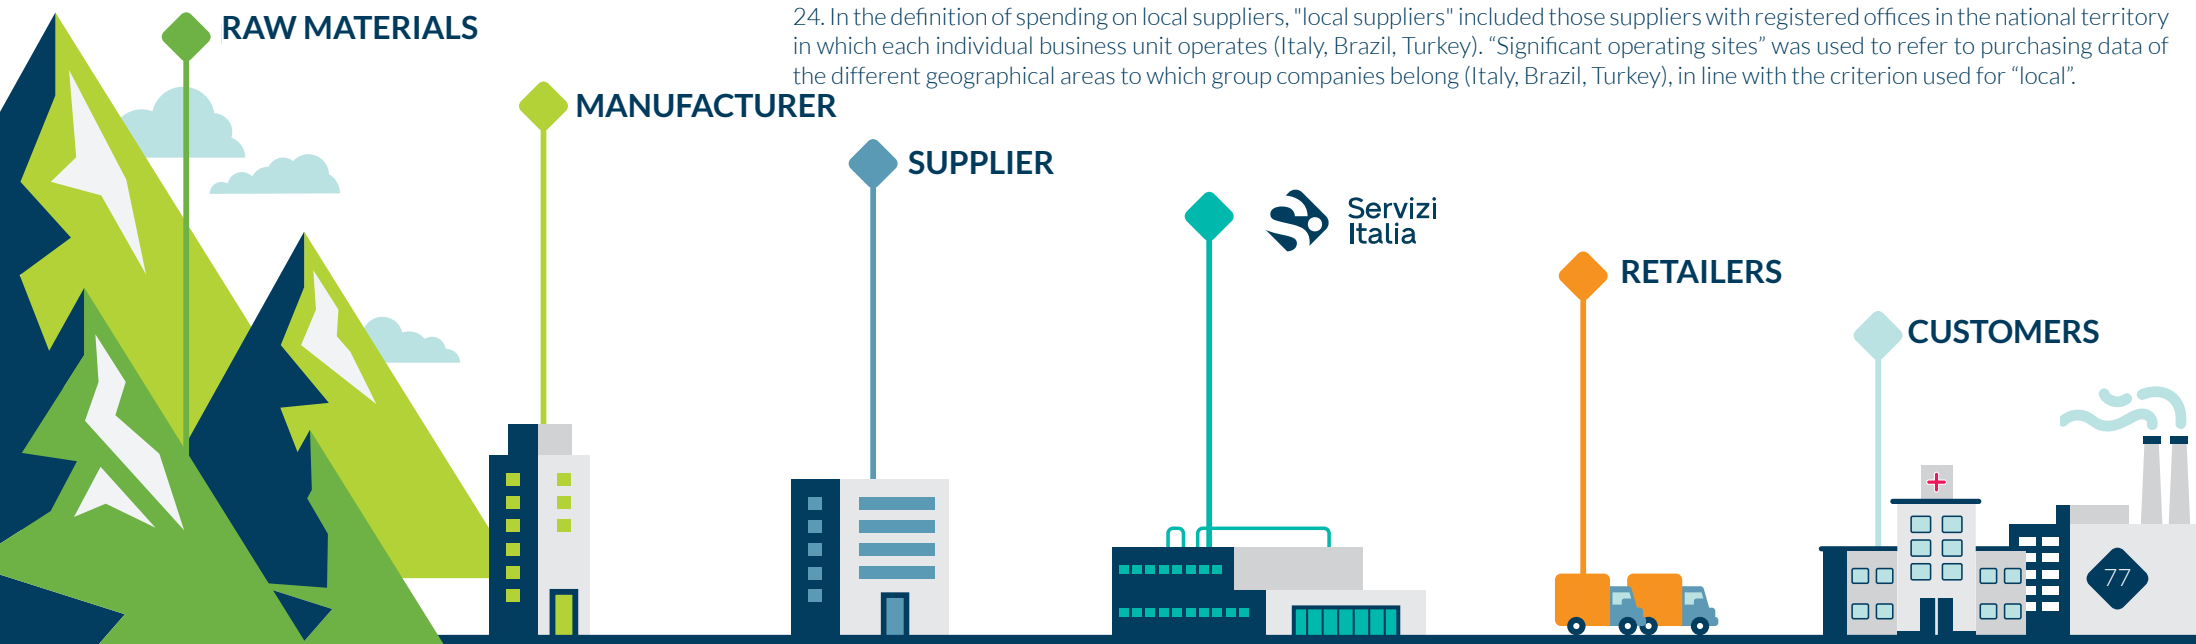 RAW MATERIALS
24. In the definition of spending on local suppliers, "local suppliers" included those suppliers with registered offices in the national territory
in which each individual business unit operates (Italy, Brazil, Turkey). “Significant operating sites” was used to refer to purchasing data of
the different geographical areas to which group companies belong (Italy, Brazil, Turkey), in line with the criterion used for “local”.
MANUFACTURER
SUPPLIER
Servizi
Italia
RETAILERS
CUSTOMERS
77